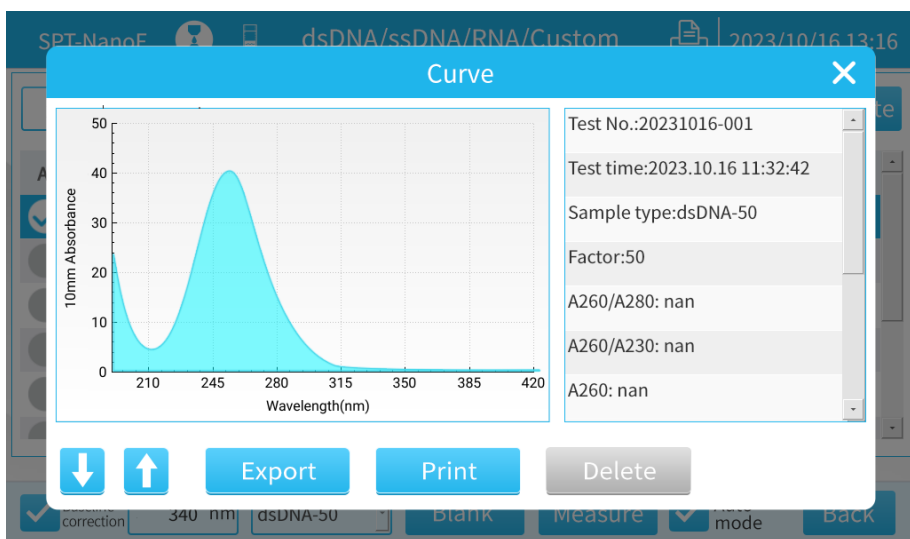 SPT-NanoF dsDNA/ssDNA/RNA/Custom 2023/10/16 13:16
Curve
50
40
30
20
10
0
10mm Absorbance
210 245 280 315 350 385 420
Wavelength(nm)
Test No.:20231016-001
Test time:2023.10.16 11:32:42
Sample type:dsDNA-50
Factor:50
A260/A280: nan
A260/A230: nan
A260: nan
Export Print Delete
correction 340 nm dsDNA-50 Blank Measure mode Back